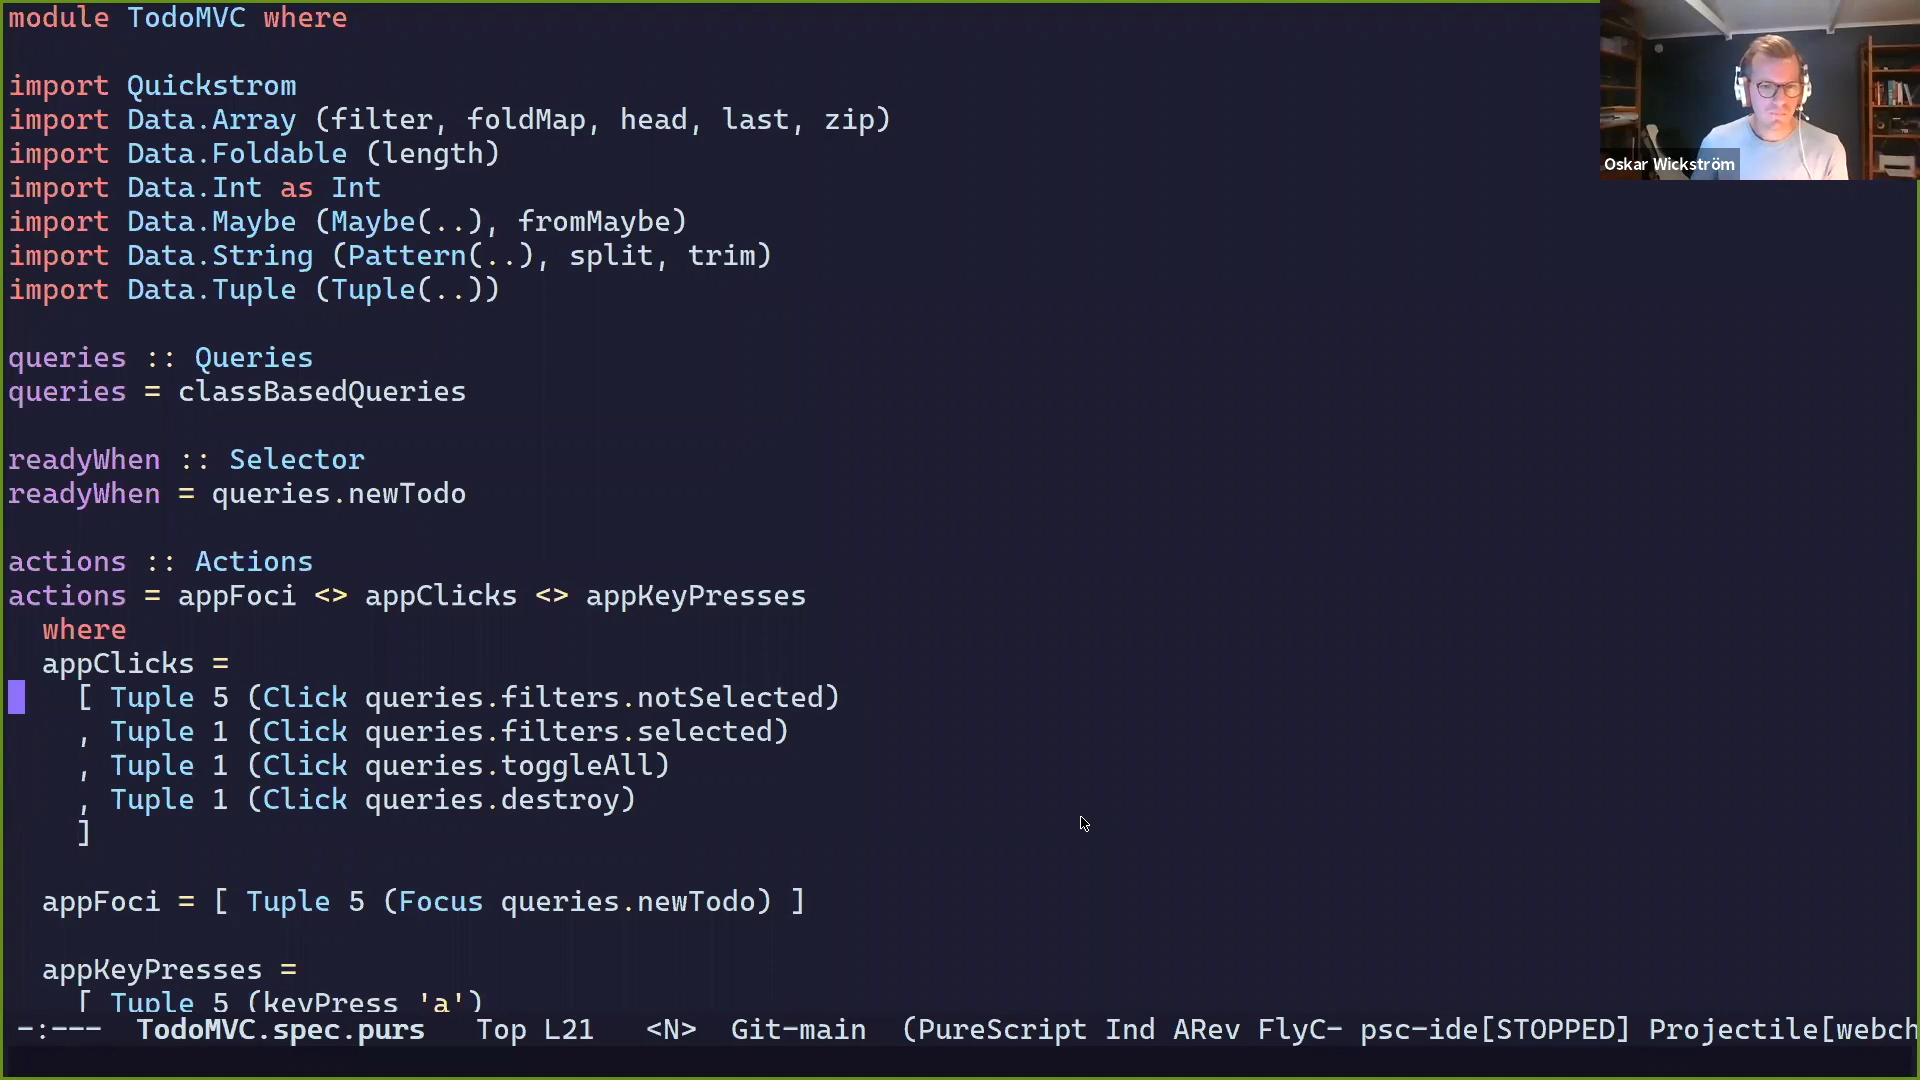 module TodoMVC where
import Quickstrom
import Data.Array (filter, foldMap, head, last, zip)
import Data.Foldable (length)
import Data.Int as Int
import Data.Maybe (Maybe(..), fromMaybe)
import Data.String (Pattern(..), split, trim)
import Data.Tuple (Tuple(..))
queries :: Queries
queries = classBasedQueries
readyWhen :: Selector
readyWhen = queries.newTodo
actions :: Actions
actions = appFoci <> appClicks <> appKeyPresses
where
appClicks =
[ Tuple 5 (Click queries.filters.notSelected)
, Tuple 1 (Click queries.filters.selected)
, Tuple 1 (Click queries.toggleAll)
, Tuple 1 (Click queries.destroy)
]
appFoci = [ Tuple 5 (Focus queries.newTodo) ]
appKeyPresses =
[ Tuple 5 (keyPress 'a')
-:--- TodoMVC.spec.purs Top L21 <N> Git-main (PureScript Ind ARev FlyC- psc-ide[STOPPED] Projectile[webch
Oskar Wickström